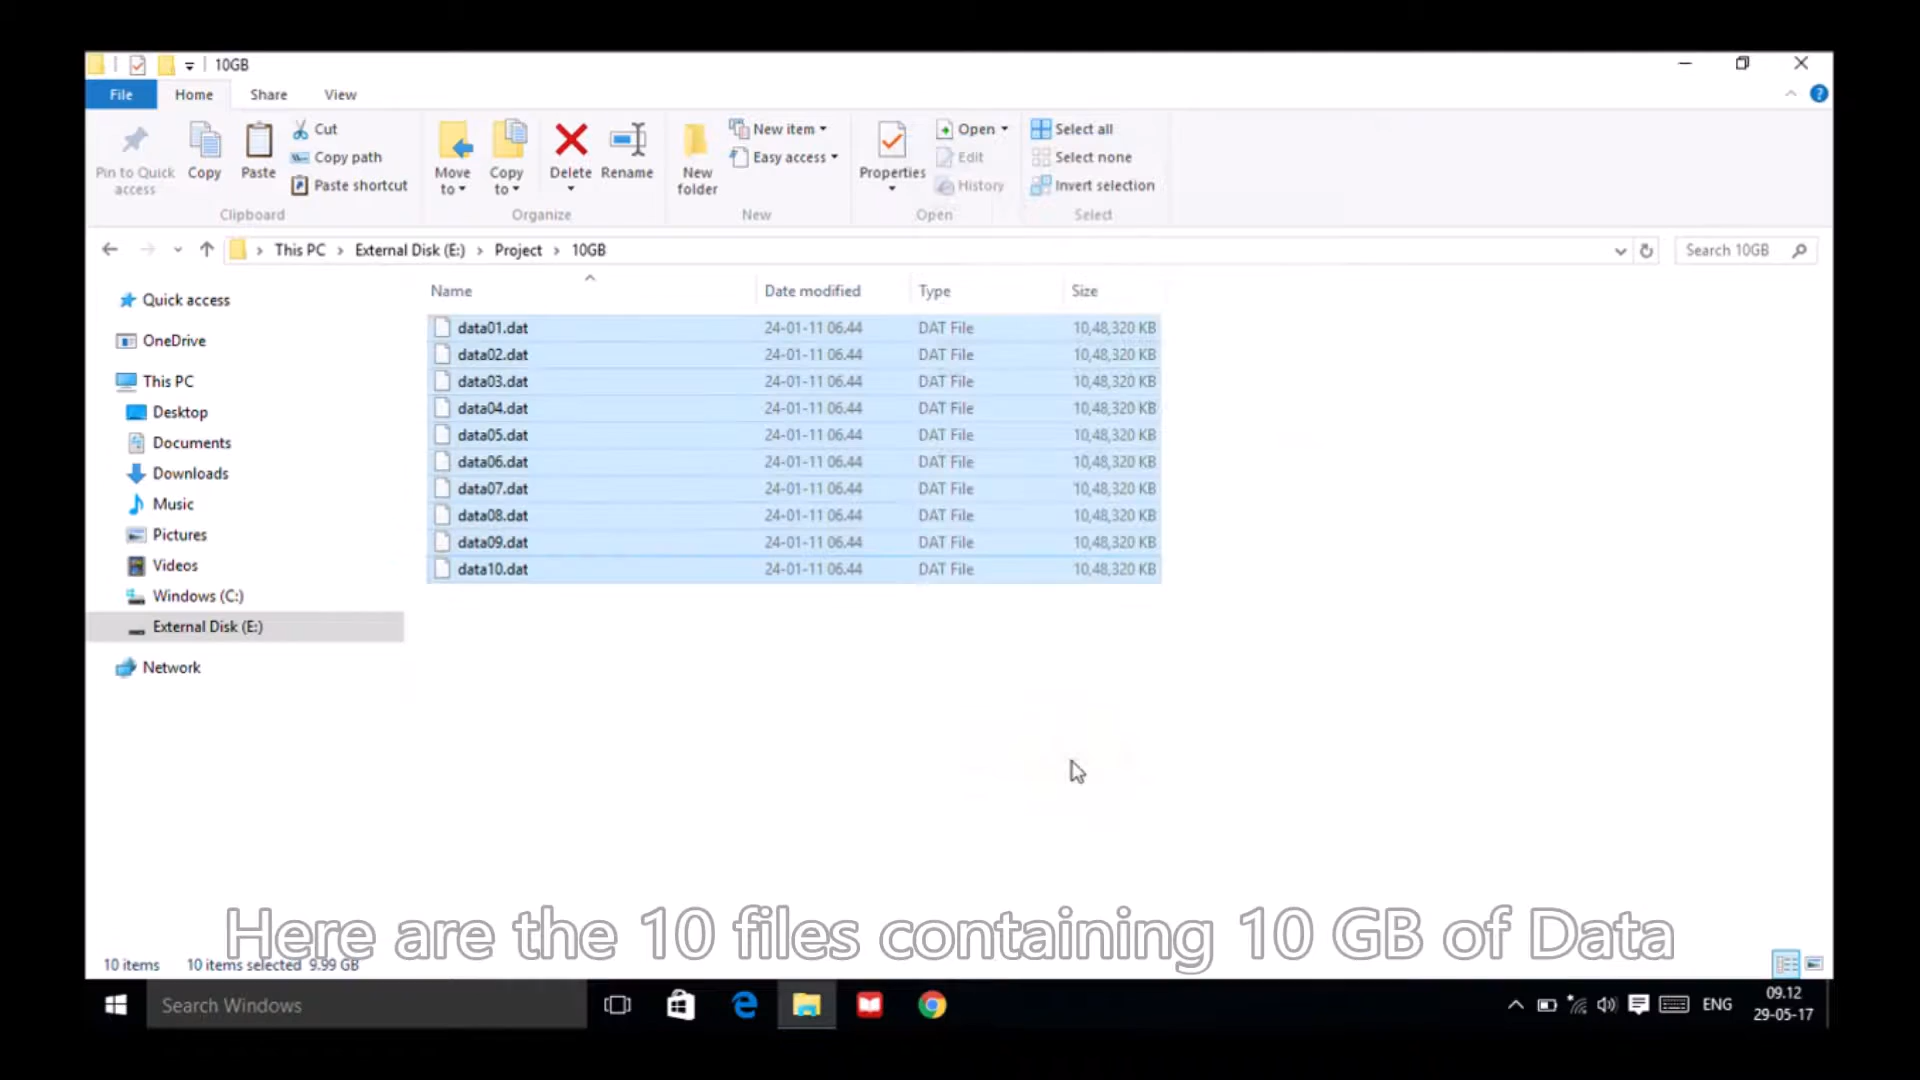 10GB
File Home Share View
Pin to Quick access
Copy
Paste
Cut
Copy path
Paste shortcut
Clipboard
Move to
Copy to
Delete
Rename
Organize
New folder
New item
Easy access
New
Properties
Open
Edit
History
Open
Select all
Select none
Invert selection
Select
This PC > External Disk (E:) > Project > 10GB
Search 10GB
Quick access
OneDrive
This PC
Desktop
Documents
Downloads
Music
Pictures
Videos
Windows (C:)
External Disk (E:)
Network
Name Date modified Type Size
data01.dat 24-01-11 06.44 DAT File 10,48,320 KB
data02.dat 24-01-11 06.44 DAT File 10,48,320 KB
data03.dat 24-01-11 06.44 DAT File 10,48,320 KB
data04.dat 24-01-11 06.44 DAT File 10,48,320 KB
data05.dat 24-01-11 06.44 DAT File 10,48,320 KB
data06.dat 24-01-11 06.44 DAT File 10,48,320 KB
data07.dat 24-01-11 06.44 DAT File 10,48,320 KB
data08.dat 24-01-11 06.44 DAT File 10,48,320 KB
data09.dat 24-01-11 06.44 DAT File 10,48,320 KB
data10.dat 24-01-11 06.44 DAT File 10,48,320 KB
Here are the 10 files containing 10 GB of Data
10 items 10 items selected 9.99 GB
Search Windows
ENG
09.12
29-05-17